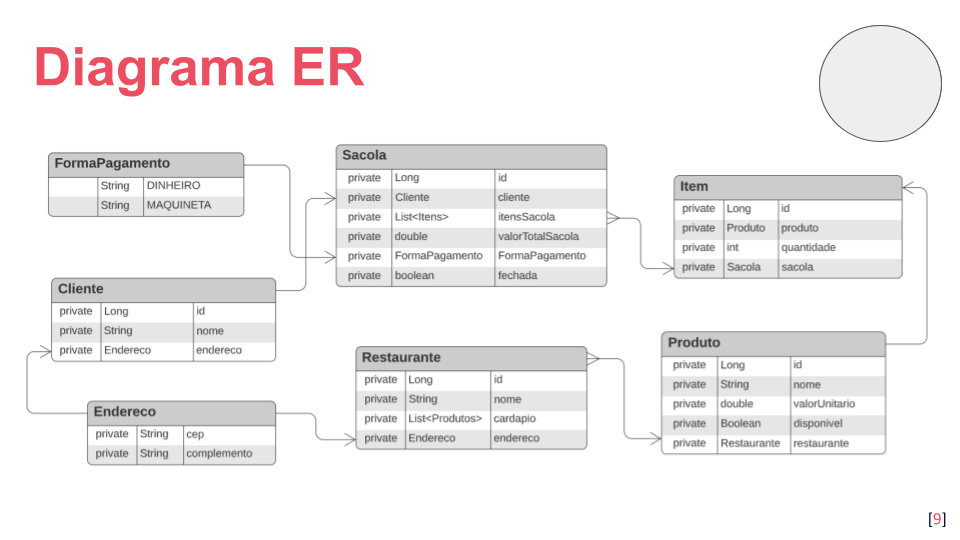 Diagrama ER
FormaPagamento
String DINHEIRO
String MAQUINETA
Sacola
private Long id
private Cliente cliente
private List<Itens> itensSacola
private double valorTotalSacola
private FormaPagamento FormaPagamento
private boolean fechada
Item
private Long id
private Produto produto
private int quantidade
private Sacola sacola
Cliente
private Long id
private String nome
private Endereco endereco
Restaurante
private Long id
private String nome
private List<Produtos> cardapio
private Endereco endereco
Produto
private Long id
private String nome
private double valorUnitario
private Boolean disponivel
private Restaurante restaurante
Endereco
private String cep
private String complemento
[9]